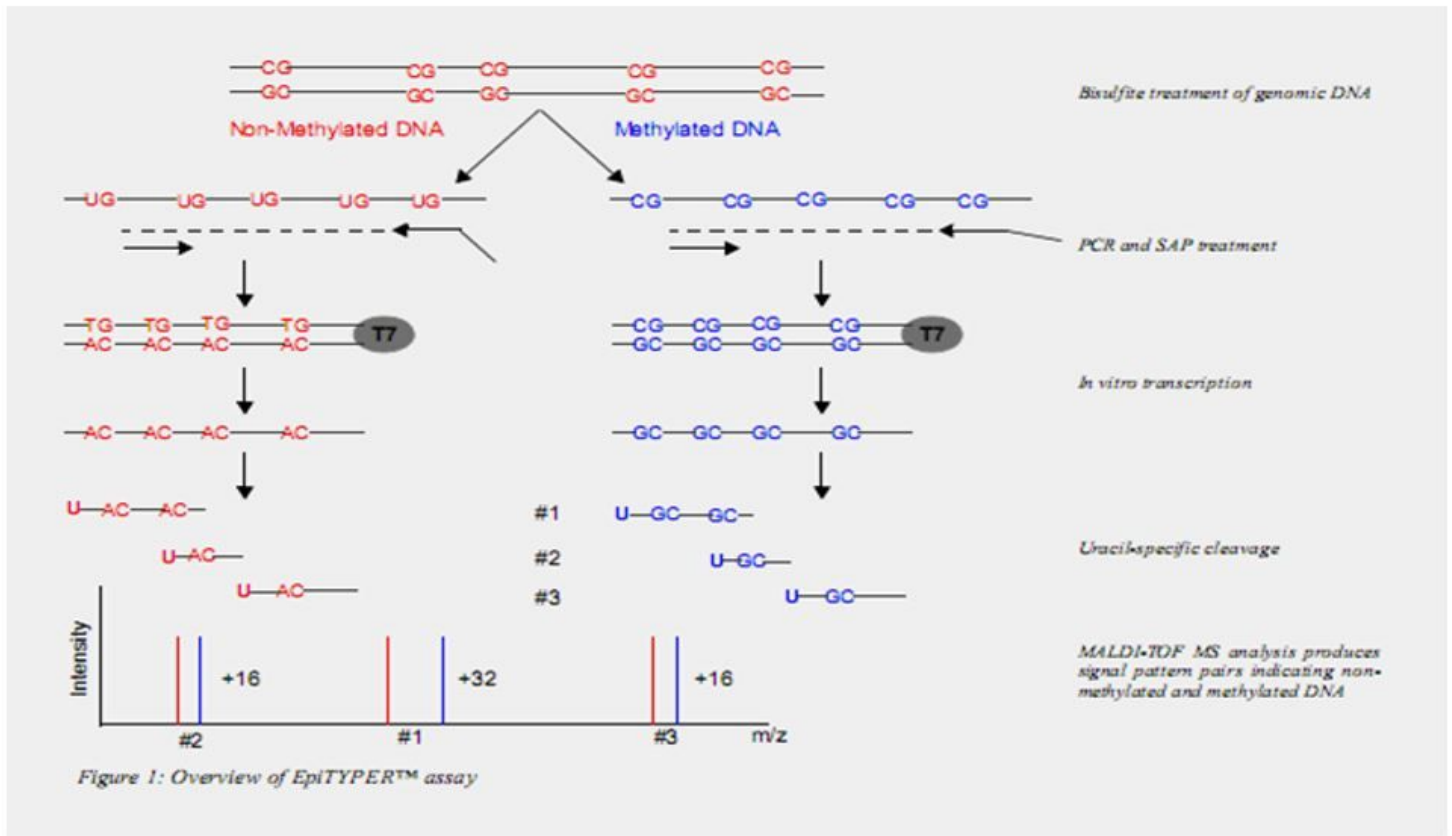 CG CG CG CG CG
GC GC GG GC GC
Bisulfite treatment of genomic DNA
Non-Methylated DNA Methylated DNA
UG UG UG UG UG CG CG CG CG CG
PCR and SAP treatment
TG TG TG TG T7 CG CG CG CG T7
AC AC AC AC GC GC GC GC
In vitro transcription
AC AC AC AC GC GC GC GC
U AC AC #1 U GC GC
U AC #2 U GC
Uracil-specific cleavage
U AC #3 U GC
Intensity
MALDI-TOF MS analysis produces
signal pattern pairs indicating non-
methylated and methylated DNA
+16 +32 +16
#2 #1 #3 m/z
Figure 1: Overview of EpiTYPER™ assay